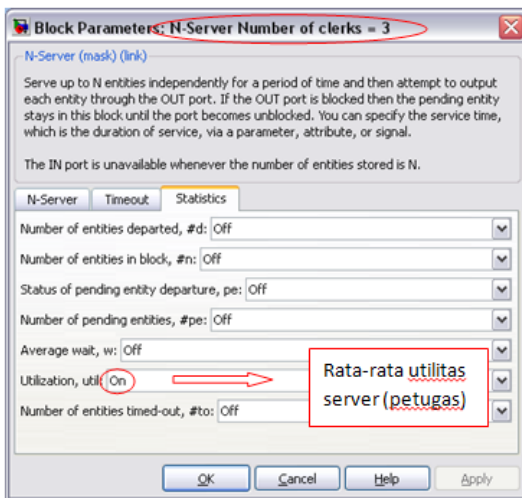 Block Parameters: N-Server Number of clerks = 3
N-Server (mask) (link)
Serve up to N entities independently for a period of time and then attempt to output
each entity through the OUT port. If the OUT port is blocked then the pending entity
stays in this block until the port becomes unblocked. You can specify the service time,
which is the duration of service, via a parameter, attribute, or signal.
The IN port is unavailable whenever the number of entities stored is N.
N-Server Timeout Statistics
Number of entities departed, #d: Off
Number of entities in block, #n: Off
Status of pending entity departure, pe: Off
Number of pending entities, #pe: Off
Average wait, w: Off
Utilization, util: On
Rata-rata utilitas
server (petugas)
Number of entities timed-out, #to: Off
OK Cancel Help Apply